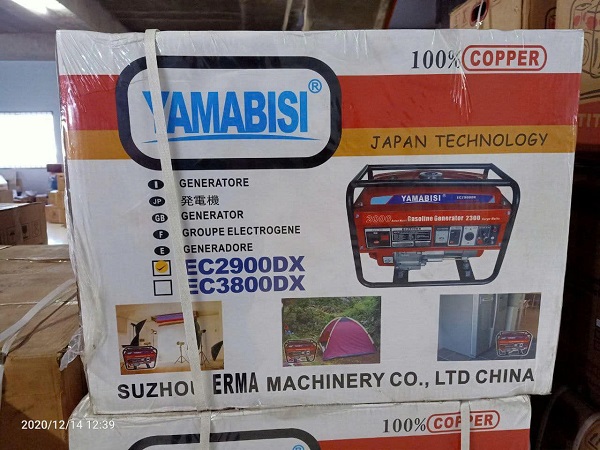 100% COPPER
YAMABISI®
JAPAN TECHNOLOGY
I GENERATORE
JP 発電機
GB GENERATOR
F GROUPE ELECTROGENE
E GENERADORE
EC2900DX
EC3800DX
YAMABISI
Gasoline Generator 2300
SUZHOU ERMA MACHINERY CO., LTD CHINA
2020/12/14 12:39
100% COPPER